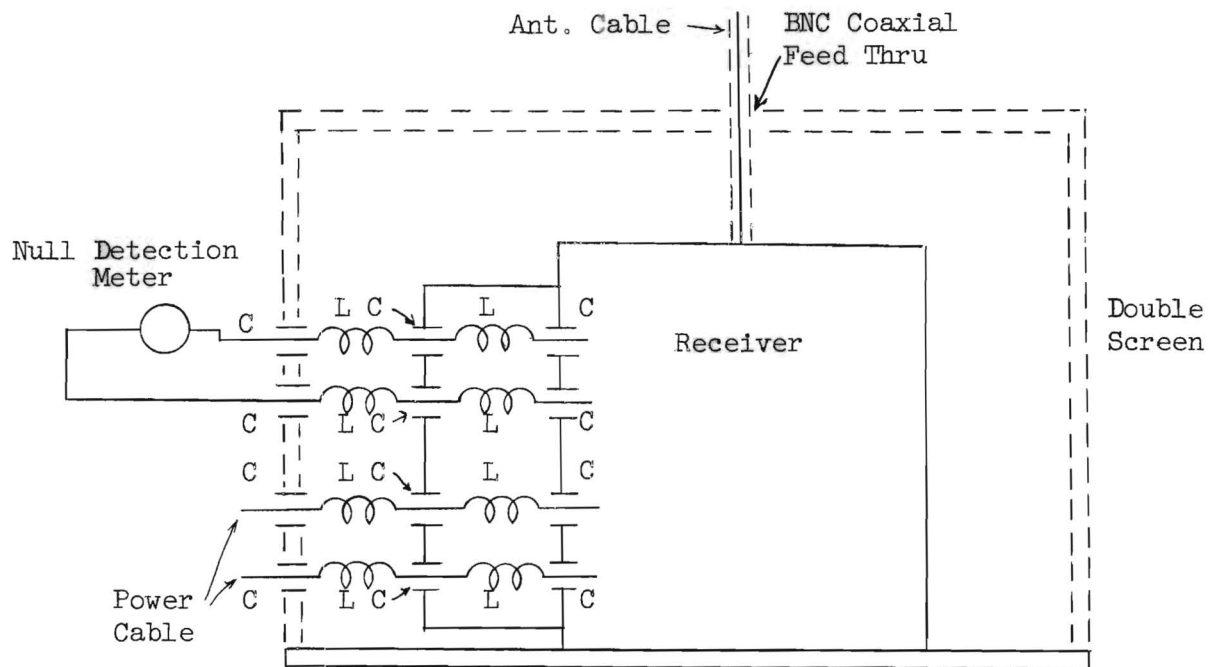 Ant. Cable
BNC Coaxial
Feed Thru
Null Detection
Meter
C
L C
L
C
Receiver
Double
Screen
C
L C
L
C
C
L C
L
C
Power
Cable
C
L C
L
C